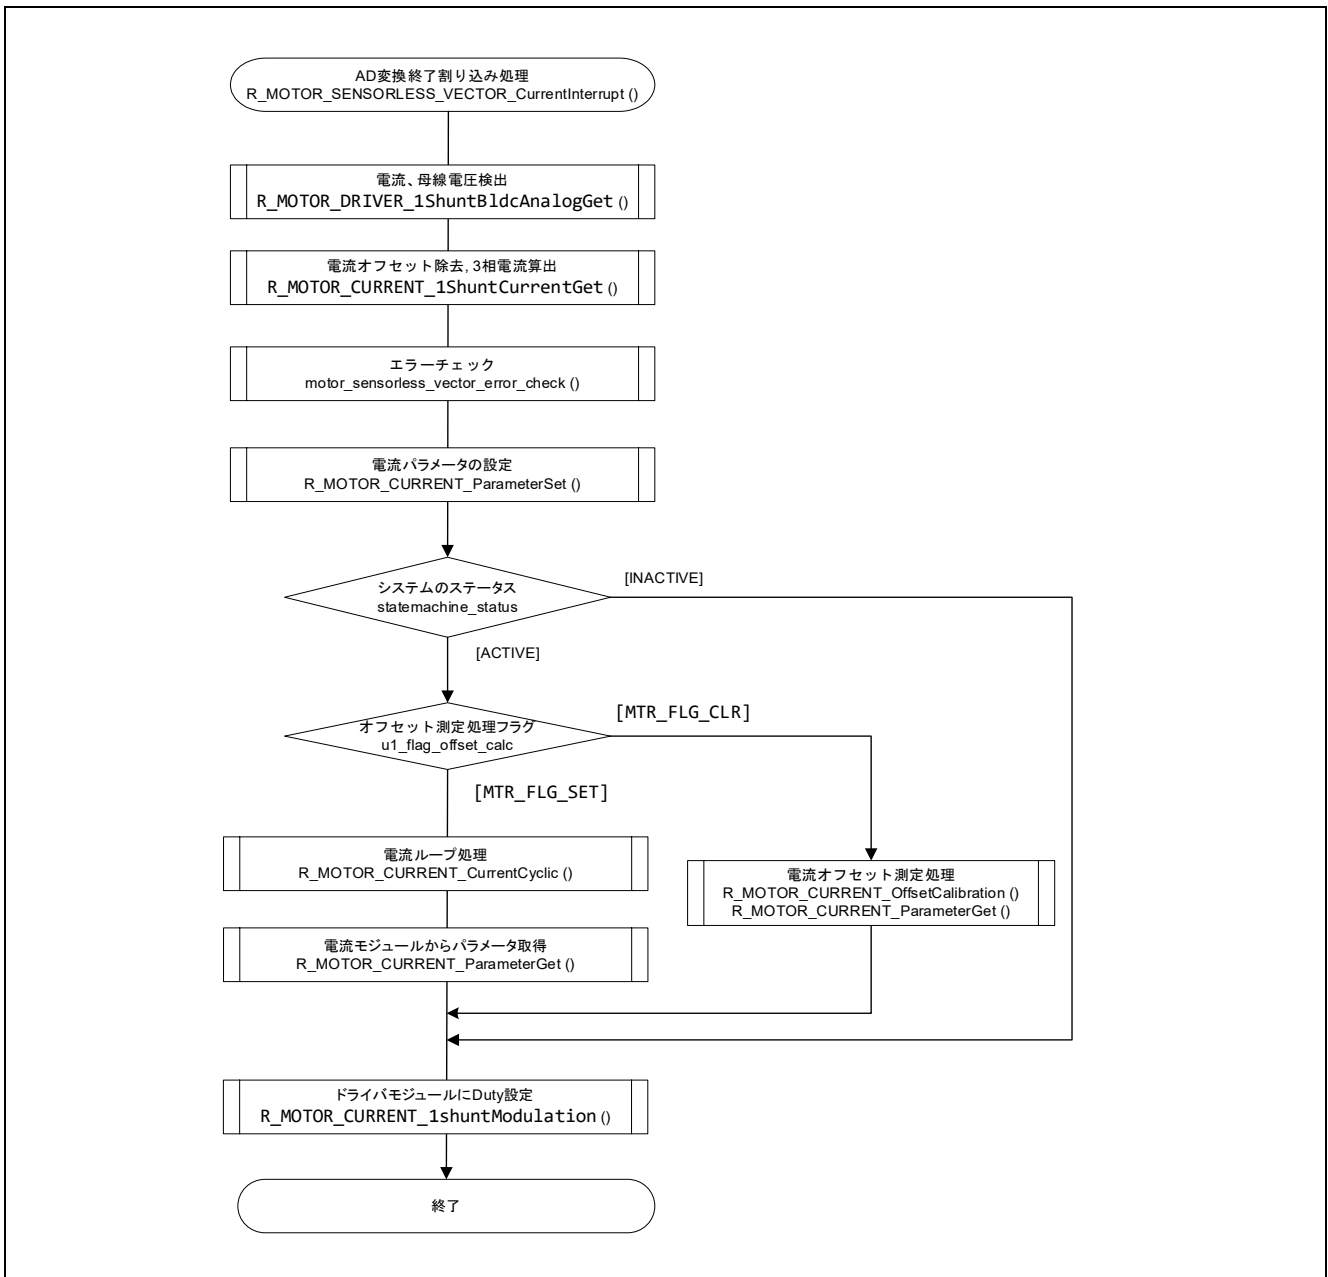 AD変換終了割り込み処理
R_MOTOR_SENSORLESS_VECTOR_CurrentInterrupt ()
電流、母線電圧検出
R_MOTOR_DRIVER_1ShuntBldcAnalogGet ()
電流オフセット除去, 3相電流算出
R_MOTOR_CURRENT_1ShuntCurrentGet ()
エラーチェック
motor_sensorless_vector_error_check ()
電流パラメータの設定
R_MOTOR_CURRENT_ParameterSet ()
システムのステータス
statemachine_status
[INACTIVE]
[ACTIVE]
オフセット測定処理フラグ
u1_flag_offset_calc
[MTR_FLG_CLR]
[MTR_FLG_SET]
電流ループ処理
R_MOTOR_CURRENT_CurrentCyclic ()
電流オフセット測定処理
R_MOTOR_CURRENT_OffsetCalibration ()
R_MOTOR_CURRENT_ParameterGet ()
電流モジュールからパラメータ取得
R_MOTOR_CURRENT_ParameterGet ()
ドライバモジュールにDuty設定
R_MOTOR_CURRENT_1shuntModulation ()
終了